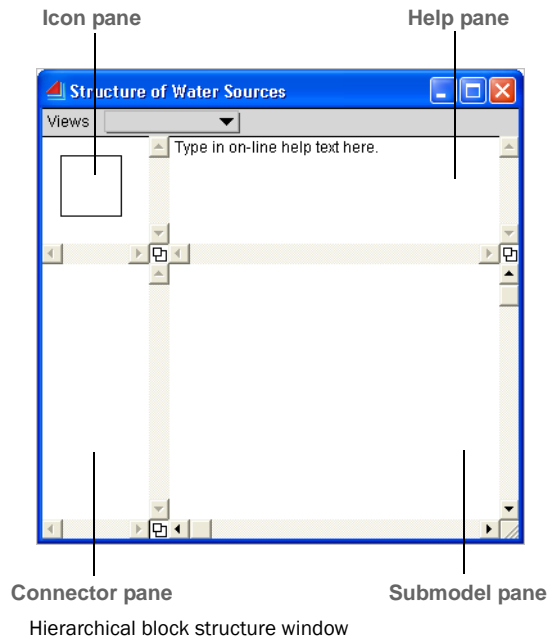 Icon pane
Help pane
Structure of Water Sources
Views
Type in on-line help text here.
Connector pane
Submodel pane
Hierarchical block structure window